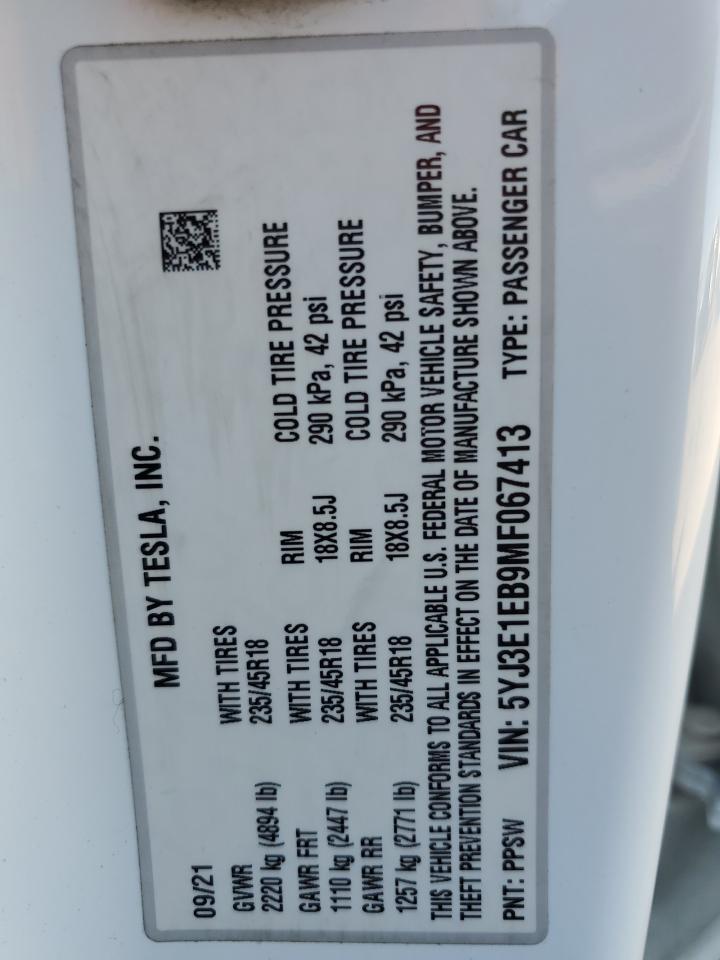 MFD BY TESLA, INC.
09/21
GVWR WITH TIRES
2220 kg (4894 lb) 235/45R18
GAWR FRT WITH TIRES RIM COLD TIRE PRESSURE
1110 kg (2447 lb) 235/45R18 18X8.5J 290 kPa, 42 psi
GAWR RR WITH TIRES RIM COLD TIRE PRESSURE
1257 kg (2771 lb) 235/45R18 18X8.5J 290 kPa, 42 psi
THIS VEHICLE CONFORMS TO ALL APPLICABLE U.S. FEDERAL MOTOR VEHICLE SAFETY, BUMPER, AND
THEFT PREVENTION STANDARDS IN EFFECT ON THE DATE OF MANUFACTURE SHOWN ABOVE.
PNT: PPSW VIN: 5YJ3E1EB9MF067413 TYPE: PASSENGER CAR